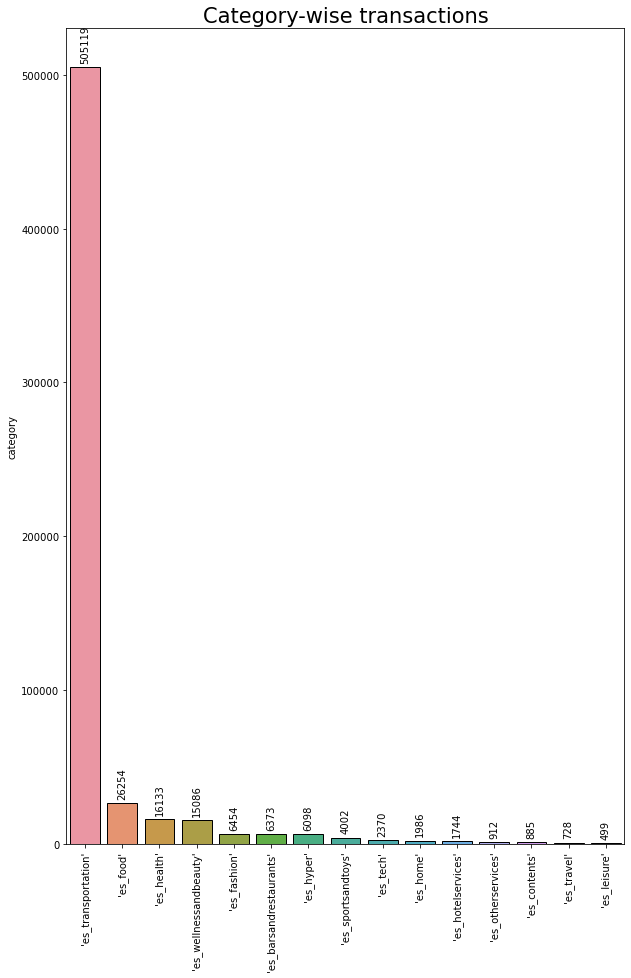 Category-wise transactions
category
500000
400000
300000
200000
100000
0
505119
26254
16133
15086
6454
6373
6098
4002
2370
1986
1744
912
885
728
499
'es_transportation'
'es_food'
'es_health'
'es_wellnessandbeauty'
'es_fashion'
'es_barsandrestaurants'
'es_hyper'
'es_sportsandtoys'
'es_tech'
'es_home'
'es_hotelservices'
'es_otherservices'
'es_contents'
'es_travel'
'es_leisure'